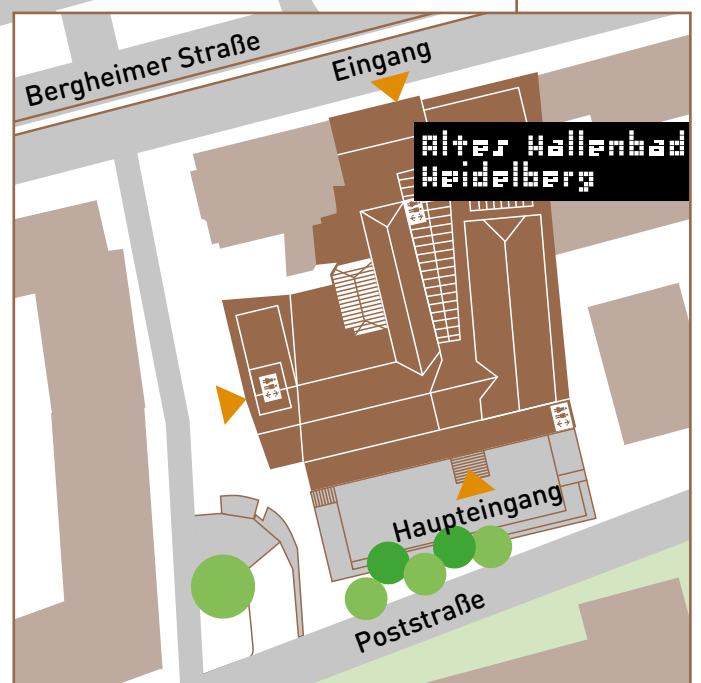 Bergheimer Straße
Eingang
Altes Hallenbad
Heidelberg
Haupteingang
Poststraße